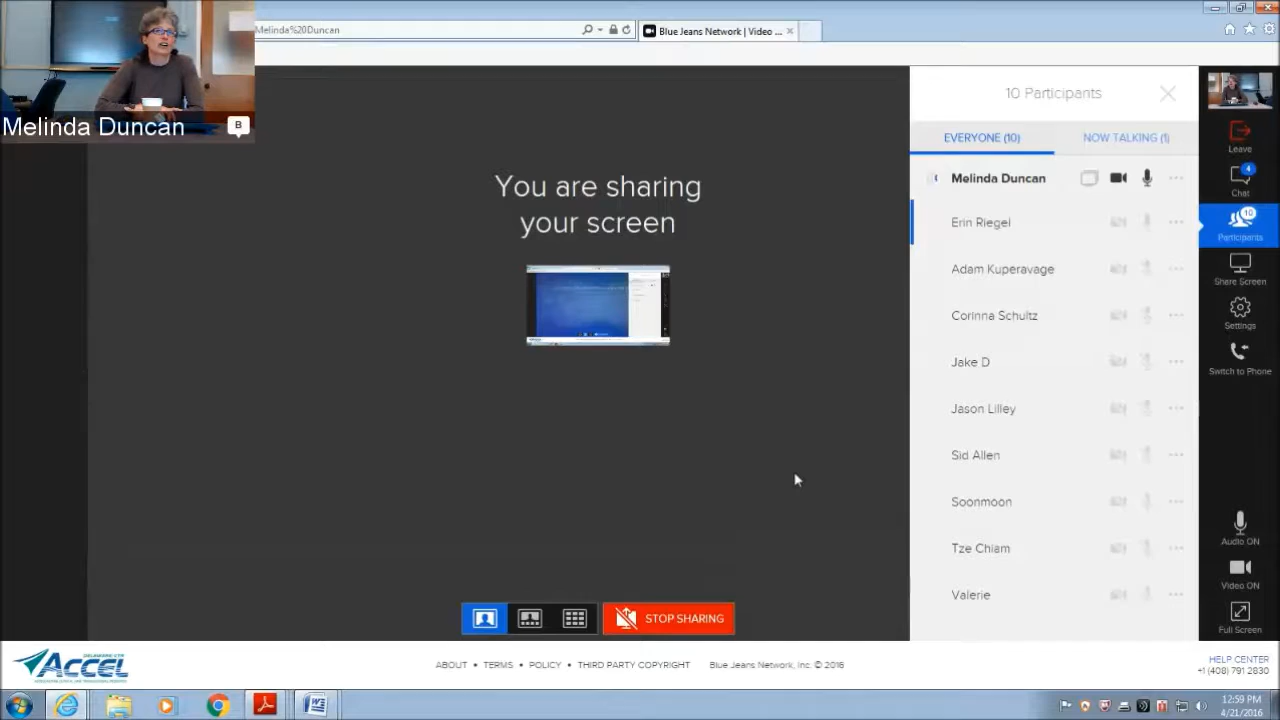 Melinda%20Duncan
Blue Jeans Network | Video ...
Melinda Duncan
B
You are sharing
your screen
STOP SHARING
10 Participants
EVERYONE (10)
NOW TALKING (1)
Melinda Duncan
Erin Riegel
Adam Kuperavage
Corinna Schultz
Jake D
Jason Lilley
Sid Allen
Soonmoon
Tze Chiam
Valerie
Leave
4
Chat
10
Participants
Share Screen
Settings
Switch to Phone
Audio ON
Video ON
Full Screen
DELAWARE CTR
ACCEL
ABOUT • TERMS • POLICY • THIRD PARTY COPYRIGHT Blue Jeans Network, Inc. © 2016
HELP CENTER
+1 (408) 791 2830
12:59 PM
4/21/2016